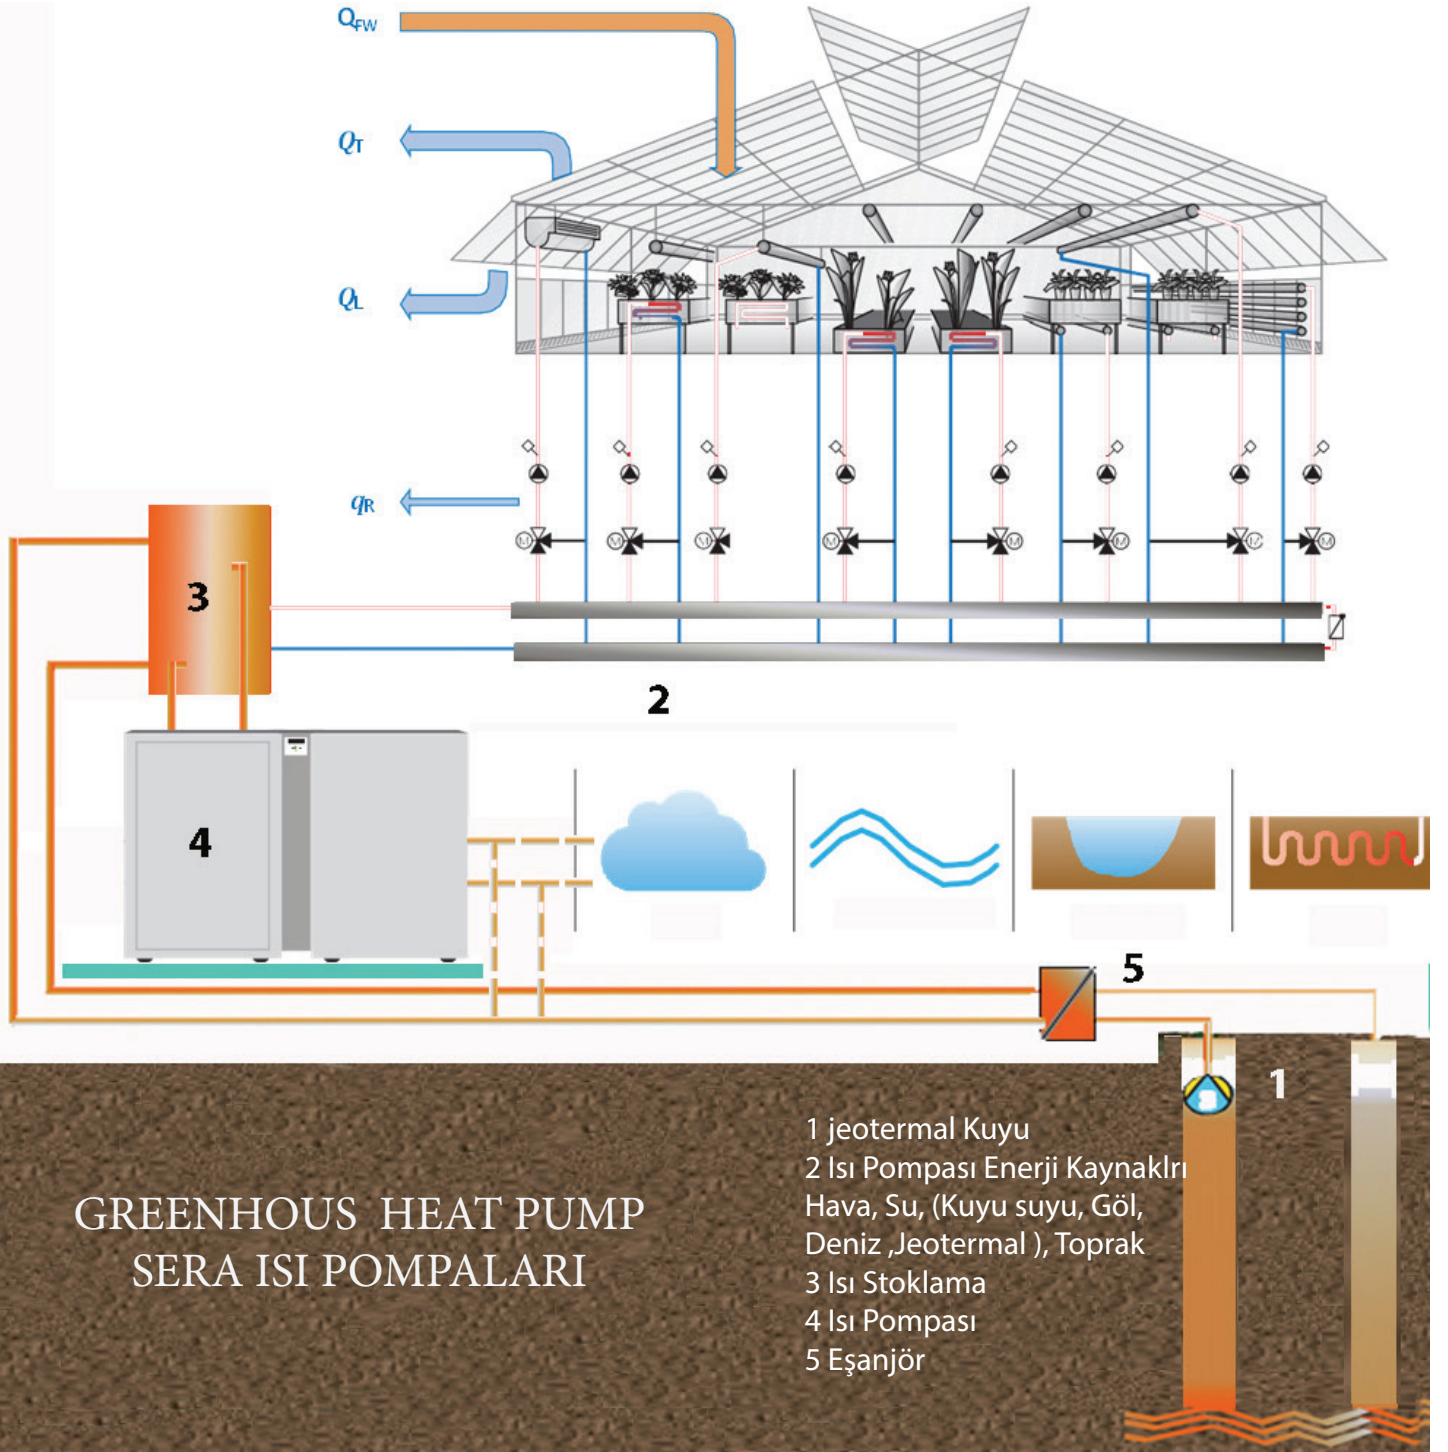 QFW
QT
QL
qR
M M M M M M M
3
2
4
5
1
1 jeotermal Kuyu
2 Isı Pompası Enerji Kaynaklrı
Hava, Su, (Kuyu suyu, Göl,
Deniz ,Jeotermal ), Toprak
3 Isı Stoklama
4 Isı Pompası
5 Eşanjör
GREENHOUS HEAT PUMP
SERA ISI POMPALARI